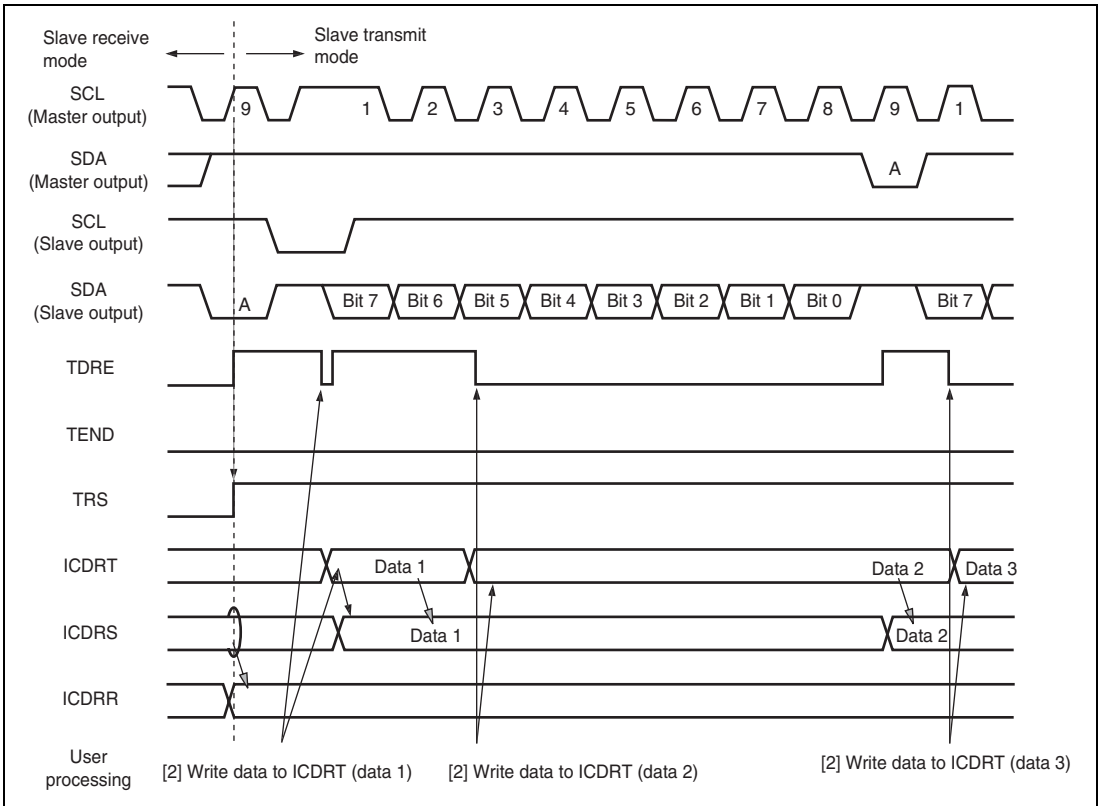 Slave receive
mode
Slave transmit
mode
SCL
(Master output)
9 1 2 3 4 5 6 7 8 9 1
SDA
(Master output)
A
SCL
(Slave output)
SDA
(Slave output)
A Bit 7 Bit 6 Bit 5 Bit 4 Bit 3 Bit 2 Bit 1 Bit 0 Bit 7
TDRE
TEND
TRS
ICDRT
Data 1 Data 2 Data 3
ICDRS
Data 1 Data 2
ICDRR
User
processing
[2] Write data to ICDRT (data 1) [2] Write data to ICDRT (data 2) [2] Write data to ICDRT (data 3)